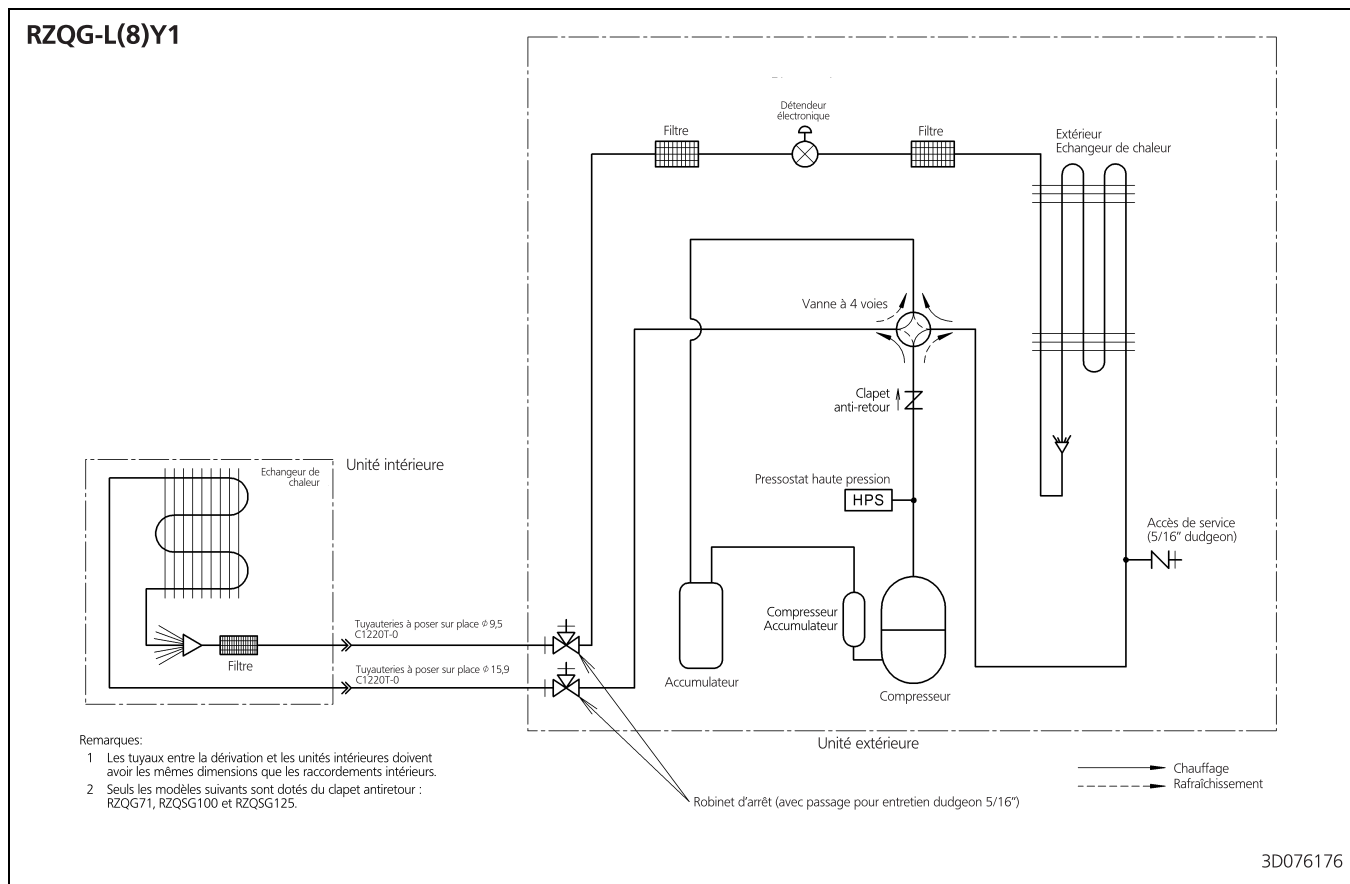 RZQG-L(8)Y1
Détendeur
électronique
Filtre
Filtre
Extérieur
Echangeur de chaleur
Vanne à 4 voies
Clapet
anti-retour
Pressostat haute pression
HPS
Accès de service
(5/16" dudgeon)
Unité intérieure
Echangeur de
chaleur
Compresseur
Accumulateur
Tuyauteries à poser sur place ϕ 9,5
C1220T-0
Filtre
Tuyauteries à poser sur place ϕ 15,9
C1220T-0
Accumulateur
Compresseur
Unité extérieure
Remarques:
1 Les tuyaux entre la dérivation et les unités intérieures doivent
avoir les mêmes dimensions que les raccordements intérieurs.
2 Seuls les modèles suivants sont dotés du clapet antiretour :
RZQG71, RZQSG100 et RZQSG125.
Robinet d'arrêt (avec passage pour entretien dudgeon 5/16")
Chauffage
Rafraîchissement
3D076176